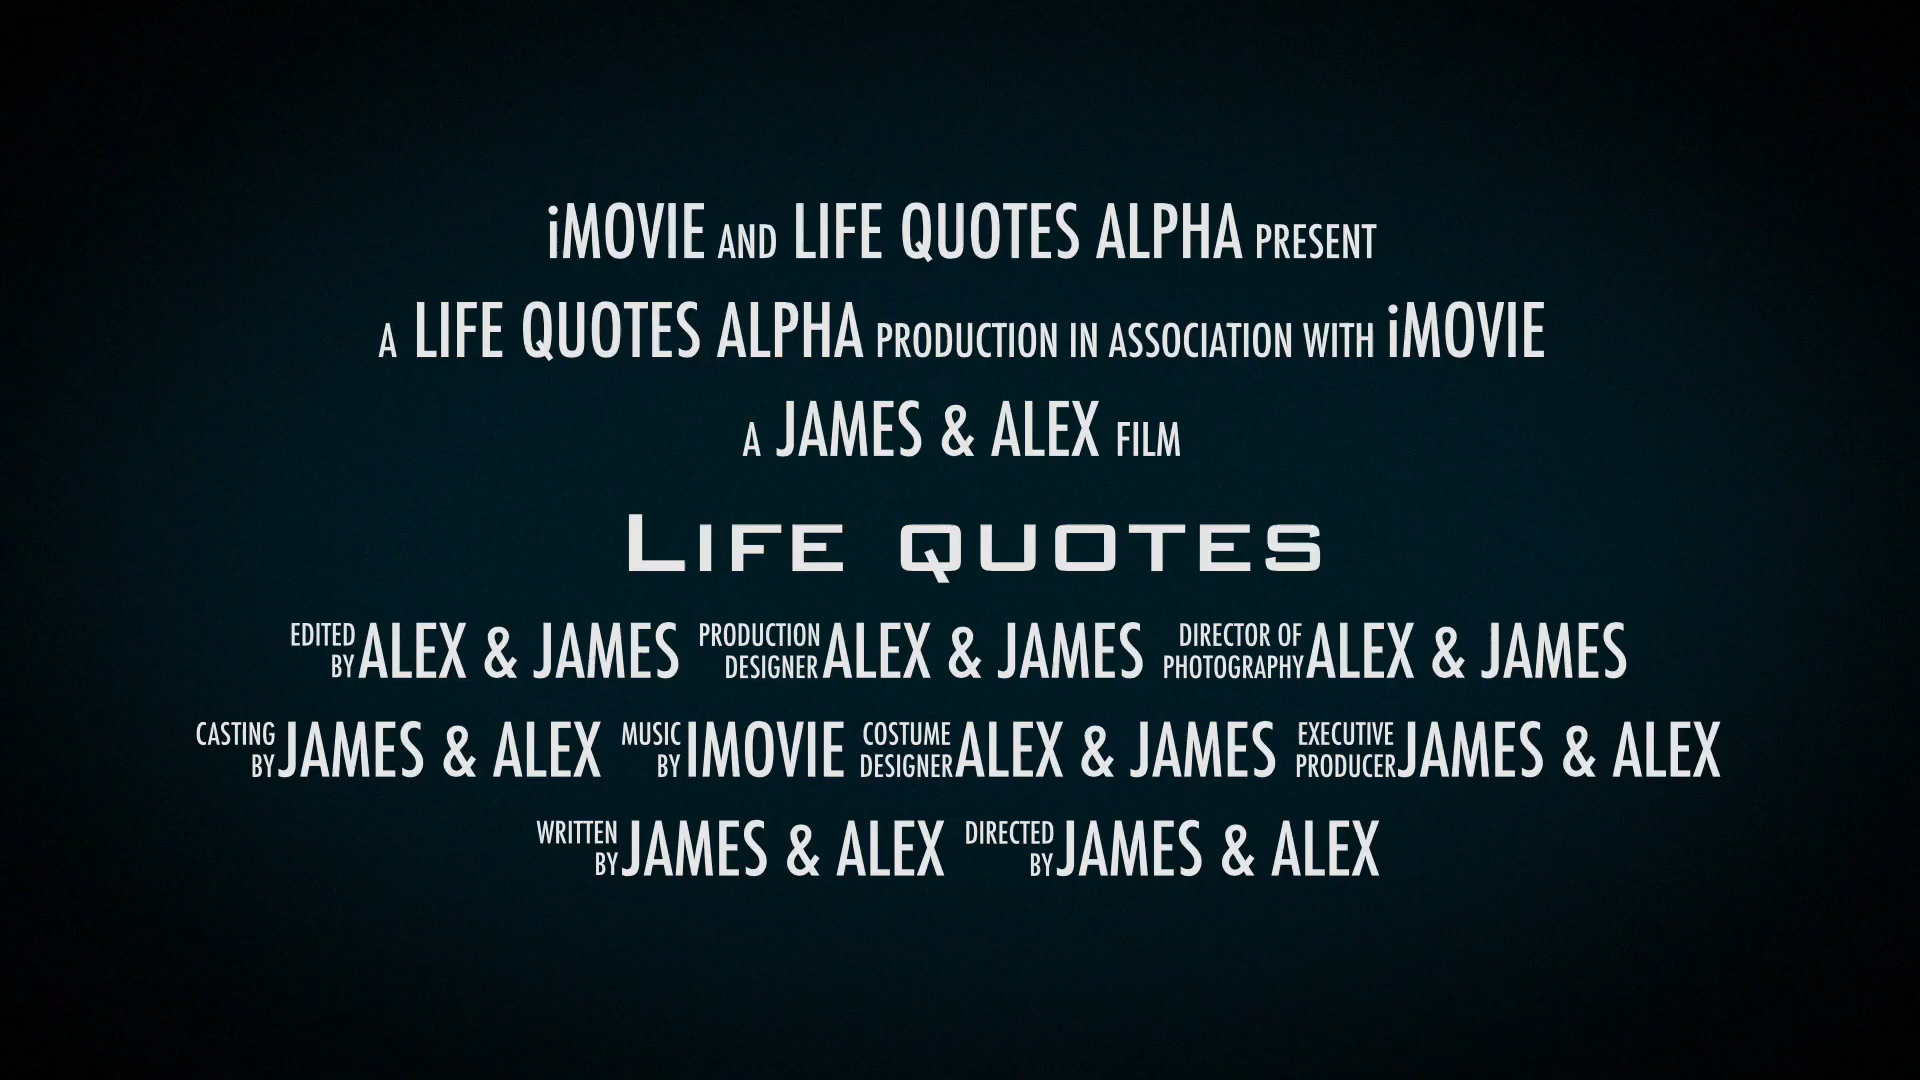 iMOVIE AND LIFE QUOTES ALPHA PRESENT
A LIFE QUOTES ALPHA PRODUCTION IN ASSOCIATION WITH iMOVIE
A JAMES & ALEX FILM
LIFE QUOTES
EDITED BY ALEX & JAMES PRODUCTION DESIGNER ALEX & JAMES DIRECTOR OF PHOTOGRAPHY ALEX & JAMES
CASTING BY JAMES & ALEX MUSIC BY IMOVIE COSTUME DESIGNER ALEX & JAMES EXECUTIVE PRODUCER JAMES & ALEX
WRITTEN BY JAMES & ALEX DIRECTED BY JAMES & ALEX